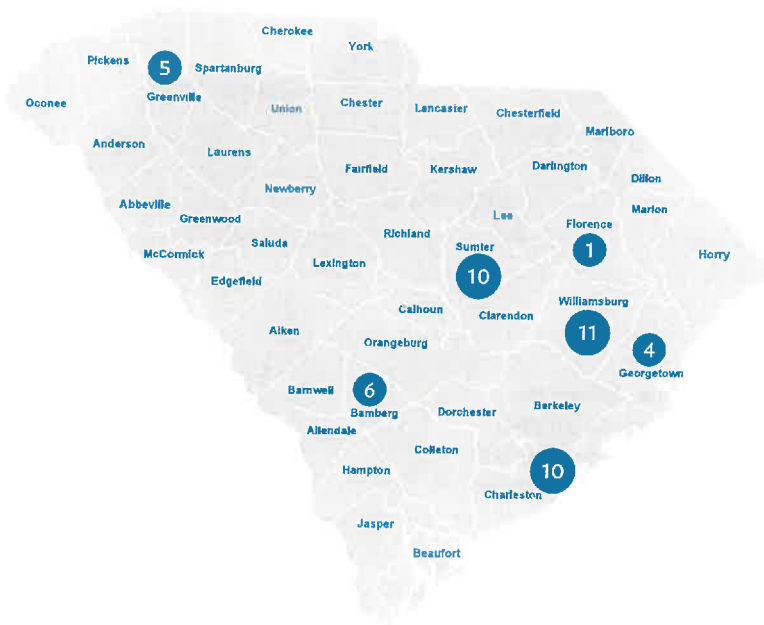 Cherokee
York
Pickens
5
Spartanburg
Oconee
Greenville
Union
Chester
Lancaster
Chesterfield
Marlboro
Anderson
Laurens
Fairfield
Kershaw
Darlington
Dillon
Newberry
Abbeville
Greenwood
Lee
Marion
Florence
Richland
Saluda
Sumter
McCormick
Lexington
1
Horry
Edgefield
10
Williamsburg
Calhoun
Clarendon
Aiken
Orangeburg
11
4
Georgetown
Barnwell
6
Bamberg
Dorchester
Berkeley
Allendale
Colleton
Hampton
10
Charleston
Jasper
Beaufort